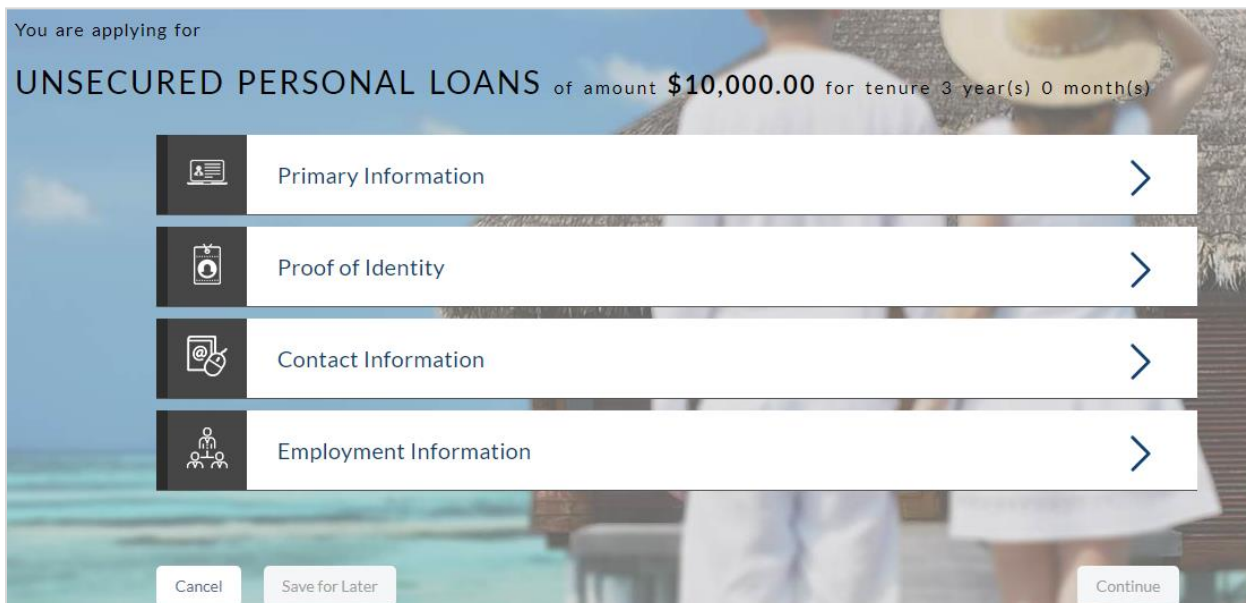 You are applying for
UNSECURED PERSONAL LOANS of amount $10,000.00 for tenure 3 year(s) 0 month(s)
Primary Information
Proof of Identity
Contact Information
Employment Information
Cancel Save for Later Continue